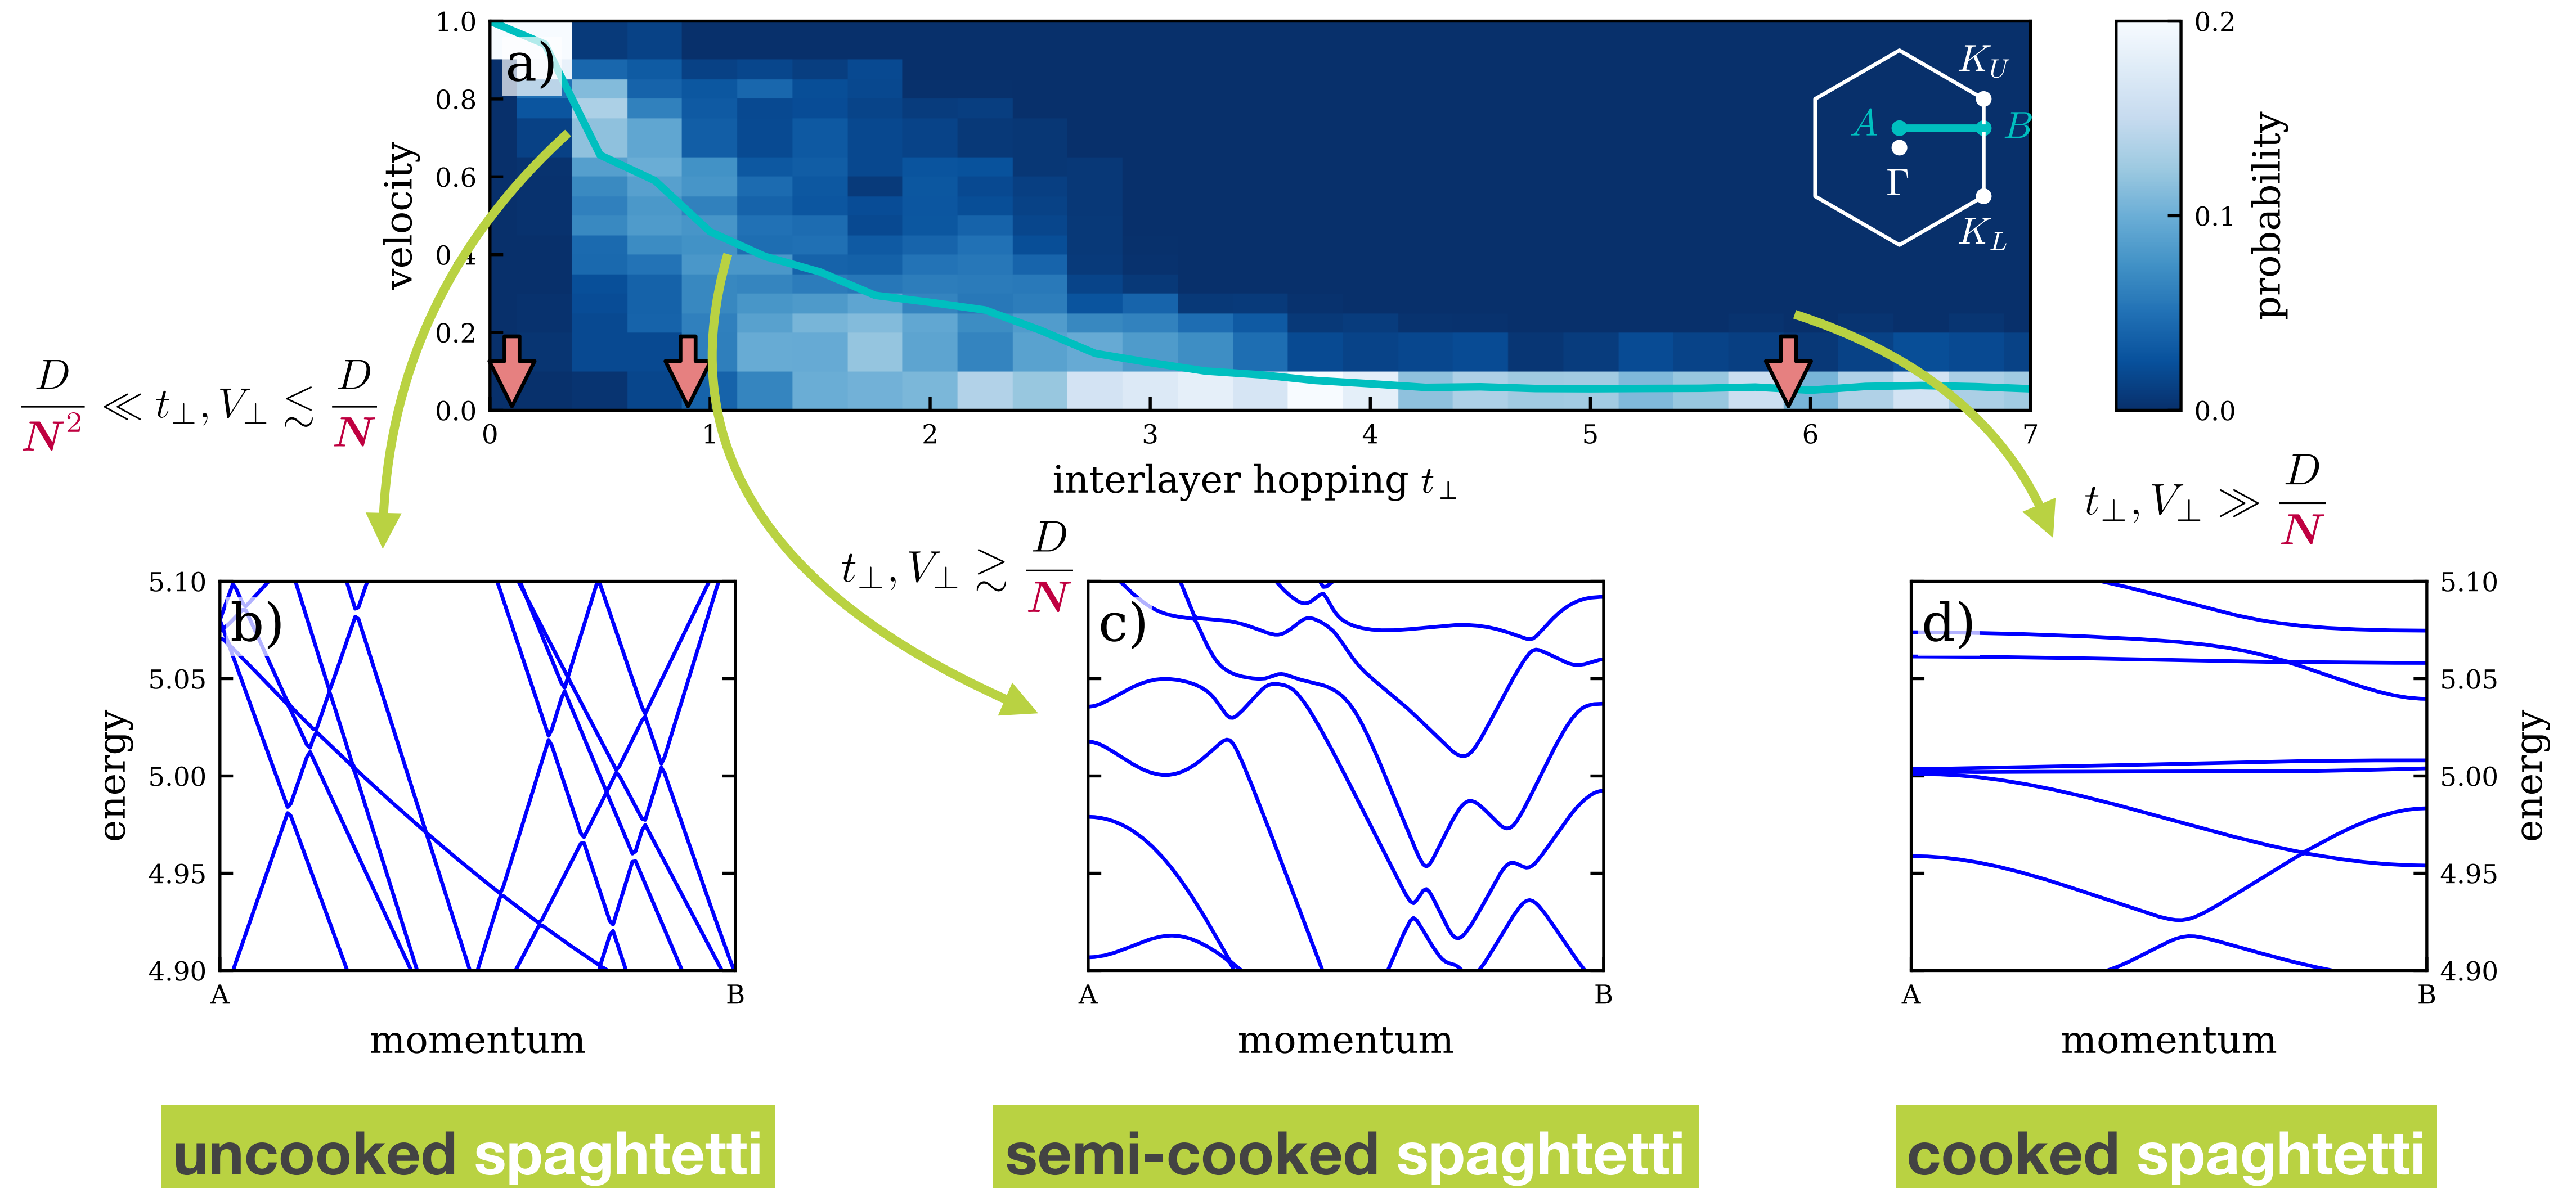 a)
1.0
0.8
0.6
0.4
0.2
0.0
velocity
0 1 2 3 4 5 6 7
interlayer hopping t⊥
K_U
A B
Γ
K_L
0.2
0.1
0.0
probability
D/N² ≪ t⊥, V⊥ ≲ D/N
t⊥, V⊥ ≳ D/N
t⊥, V⊥ ≫ D/N
b)
5.10
5.05
5.00
4.95
4.90
energy
A B
momentum
c)
A B
momentum
d)
5.10
5.05
5.00
4.95
4.90
energy
A B
momentum
uncooked spaghtetti
semi-cooked spaghtetti
cooked spaghtetti